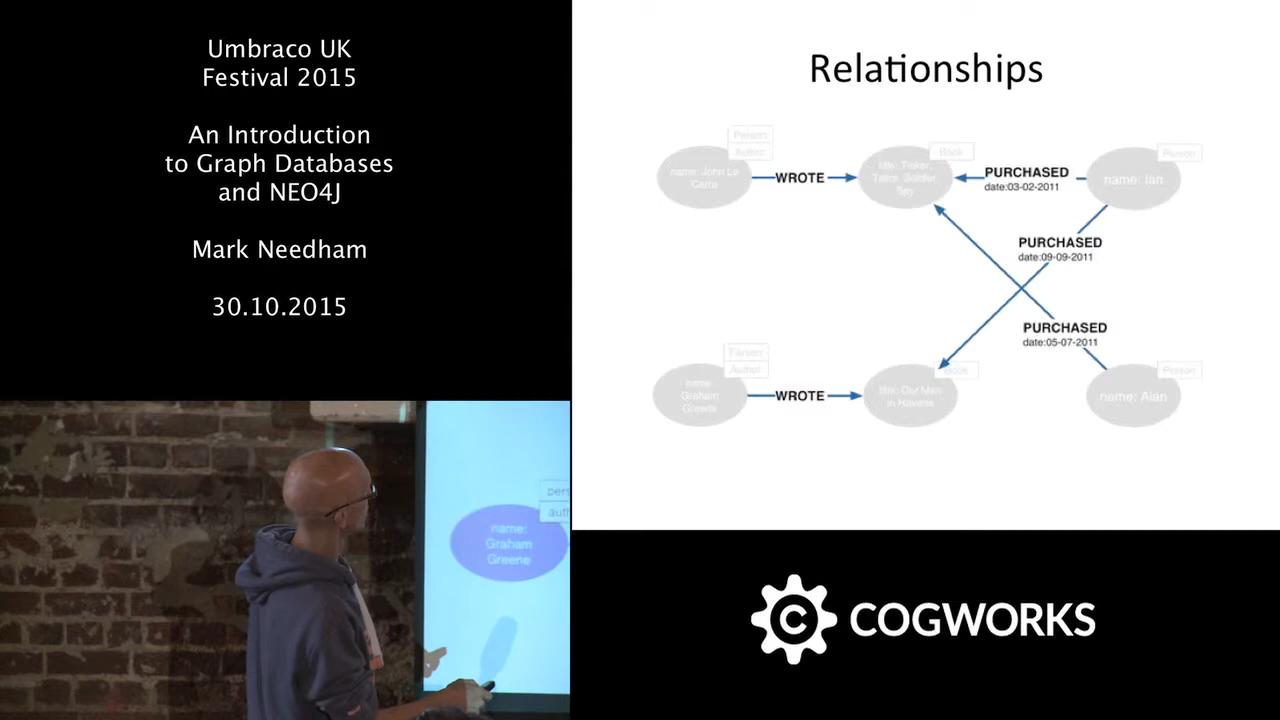 Umbraco UK
Festival 2015
An Introduction
to Graph Databases
and NEO4J
Mark Needham
30.10.2015
Relationships
Person
Author
name: John Le
Carre
WROTE
Book
title: Tinker,
Tailor, Soldier,
Spy
PURCHASED
date:03-02-2011
Person
name: Ian
PURCHASED
date:09-09-2011
PURCHASED
date:05-07-2011
Person
Author
name:
Graham
Greene
WROTE
Book
title: Our Man
in Havana
Person
name: Alan
name:
Graham
Greene
C COGWORKS